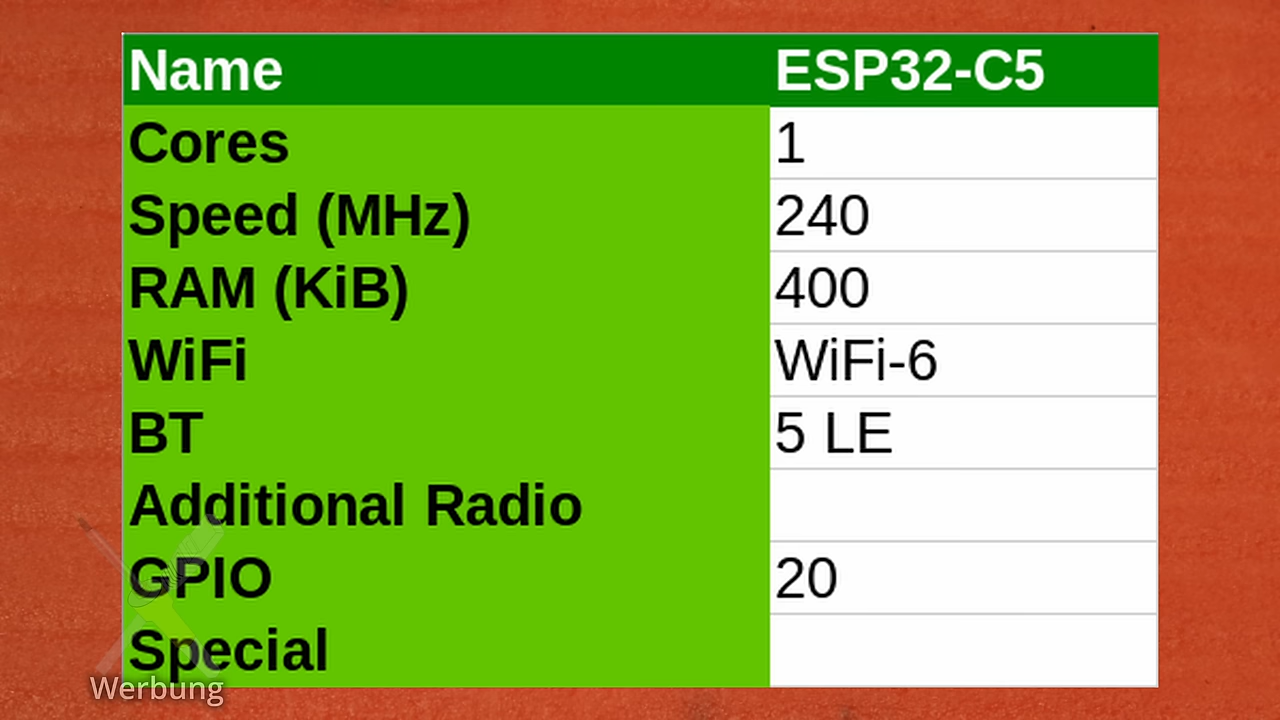 Name ESP32-C5
Cores 1
Speed (MHz) 240
RAM (KiB) 400
WiFi WiFi-6
BT 5 LE
Additional Radio
GPIO 20
Special
Werbung